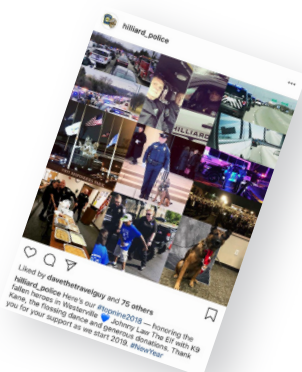 hilliard_police
HILLIARD
Liked by davethetravelguy and 75 others
hilliard_police Here's our #topnine2018 — honoring the
fallen heroes in Westerville 💙 Johnny Law The Elf with K9
Kane, the flossing dance and generous donations. Thank
you for your support as we start 2019. #NewYear